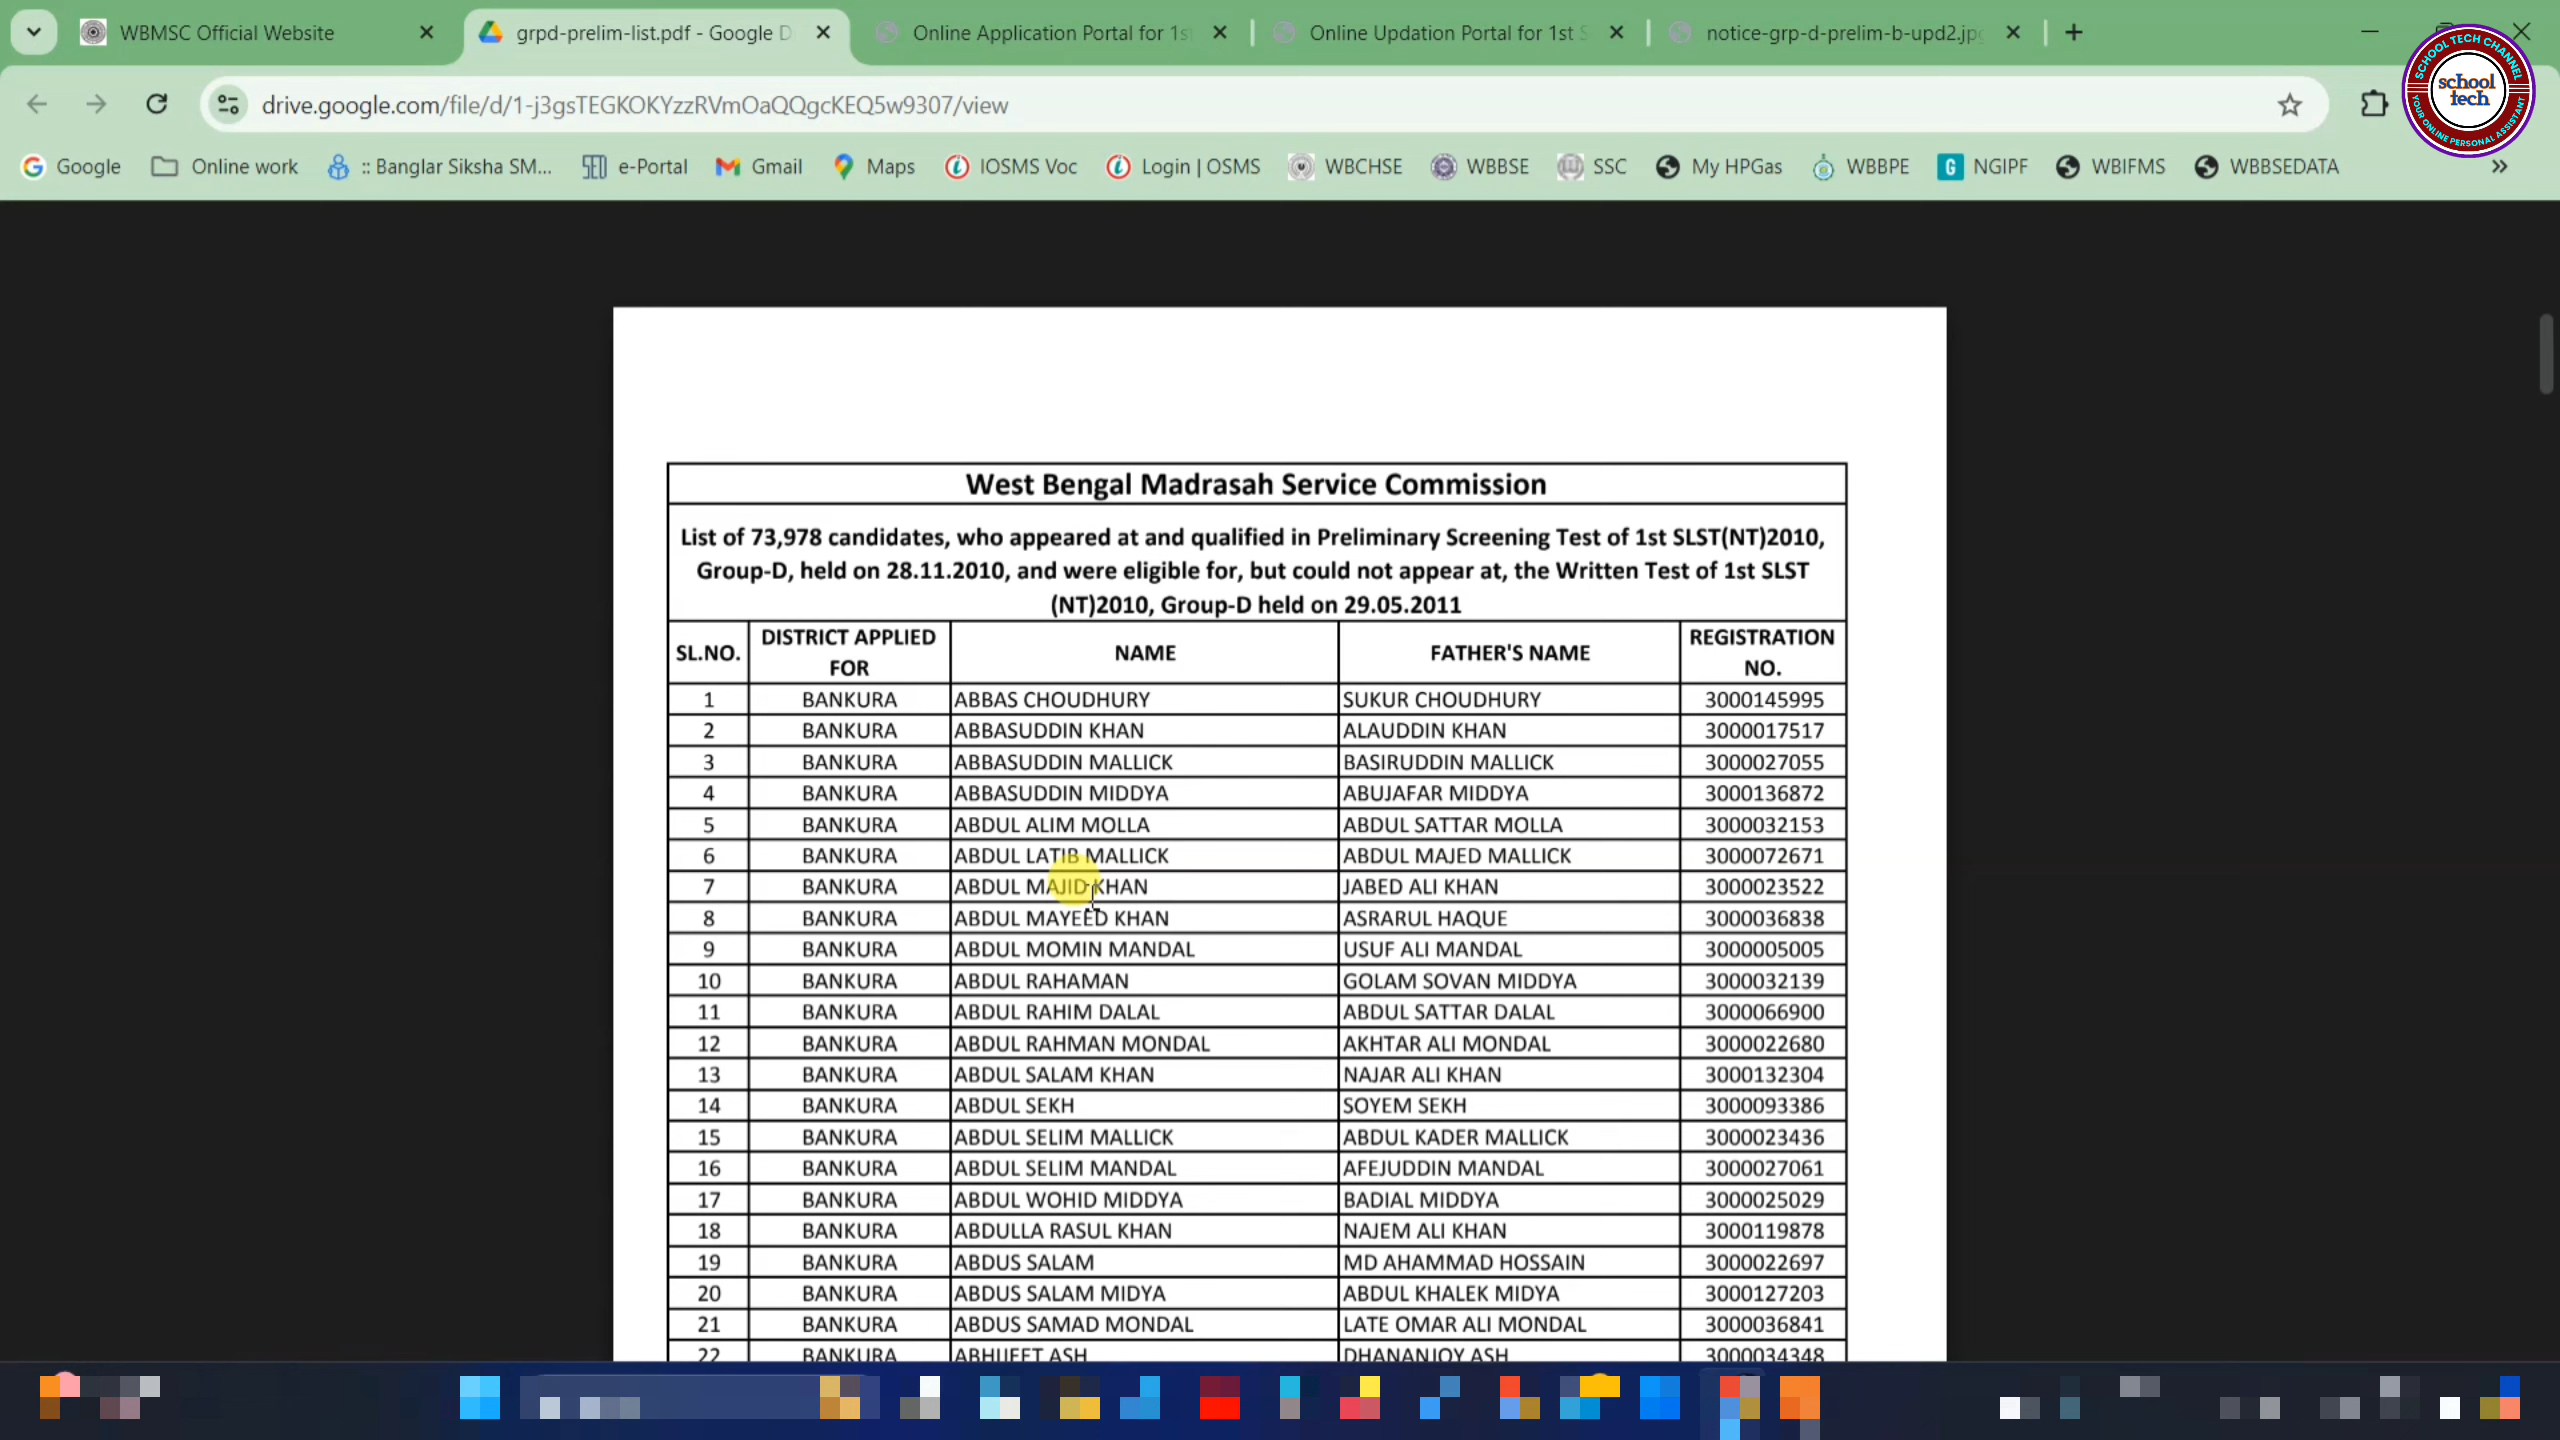 WBMSC Official Website
grpd-prelim-list.pdf - Google D
Online Application Portal for 1s
Online Updation Portal for 1st S
notice-grp-d-prelim-b-upd2.jp
drive.google.com/file/d/1-j3gsTEGKOKYzzRVmOaQQgcKEQ5w9307/view
SCHOOL TECH CHANNEL
school
tech
YOUR ONLINE PERSONAL ASSISTANT
Google Online work :: Banglar Siksha SM... e-Portal Gmail Maps IOSMS Voc Login | OSMS WBCHSE WBBSE SSC My HPGas WBBPE NGIPF WBIFMS WBBSEDATA »
West Bengal Madrasah Service Commission
List of 73,978 candidates, who appeared at and qualified in Preliminary Screening Test of 1st SLST(NT)2010,
Group-D, held on 28.11.2010, and were eligible for, but could not appear at, the Written Test of 1st SLST
(NT)2010, Group-D held on 29.05.2011
SL.NO. DISTRICT APPLIED FOR NAME FATHER'S NAME REGISTRATION NO.
1 BANKURA ABBAS CHOUDHURY SUKUR CHOUDHURY 3000145995
2 BANKURA ABBASUDDIN KHAN ALAUDDIN KHAN 3000017517
3 BANKURA ABBASUDDIN MALLICK BASIRUDDIN MALLICK 3000027055
4 BANKURA ABBASUDDIN MIDDYA ABUJAFAR MIDDYA 3000136872
5 BANKURA ABDUL ALIM MOLLA ABDUL SATTAR MOLLA 3000032153
6 BANKURA ABDUL LATIB MALLICK ABDUL MAJED MALLICK 3000072671
7 BANKURA ABDUL MAJID KHAN JABED ALI KHAN 3000023522
8 BANKURA ABDUL MAYEED KHAN ASRARUL HAQUE 3000036838
9 BANKURA ABDUL MOMIN MANDAL USUF ALI MANDAL 3000005005
10 BANKURA ABDUL RAHAMAN GOLAM SOVAN MIDDYA 3000032139
11 BANKURA ABDUL RAHIM DALAL ABDUL SATTAR DALAL 3000066900
12 BANKURA ABDUL RAHMAN MONDAL AKHTAR ALI MONDAL 3000022680
13 BANKURA ABDUL SALAM KHAN NAJAR ALI KHAN 3000132304
14 BANKURA ABDUL SEKH SOYEM SEKH 3000093386
15 BANKURA ABDUL SELIM MALLICK ABDUL KADER MALLICK 3000023436
16 BANKURA ABDUL SELIM MANDAL AFEJUDDIN MANDAL 3000027061
17 BANKURA ABDUL WOHID MIDDYA BADIAL MIDDYA 3000025029
18 BANKURA ABDULLA RASUL KHAN NAJEM ALI KHAN 3000119878
19 BANKURA ABDUS SALAM MD AHAMMAD HOSSAIN 3000022697
20 BANKURA ABDUS SALAM MIDYA ABDUL KHALEK MIDYA 3000127203
21 BANKURA ABDUS SAMAD MONDAL LATE OMAR ALI MONDAL 3000036841
22 BANKURA ABHIJEET ASH DHANANJOY ASH 3000034348